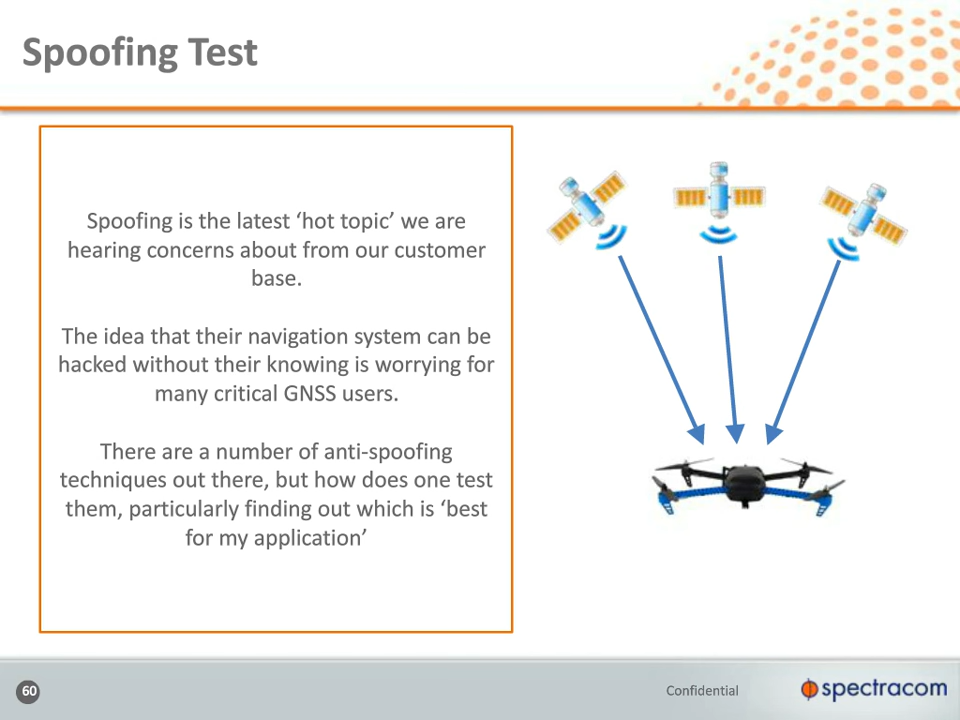 Spoofing Test
Spoofing is the latest ‘hot topic’ we are
hearing concerns about from our customer
base.
The idea that their navigation system can be
hacked without their knowing is worrying for
many critical GNSS users.
There are a number of anti-spoofing
techniques out there, but how does one test
them, particularly finding out which is ‘best
for my application’
60
Confidential
spectracom